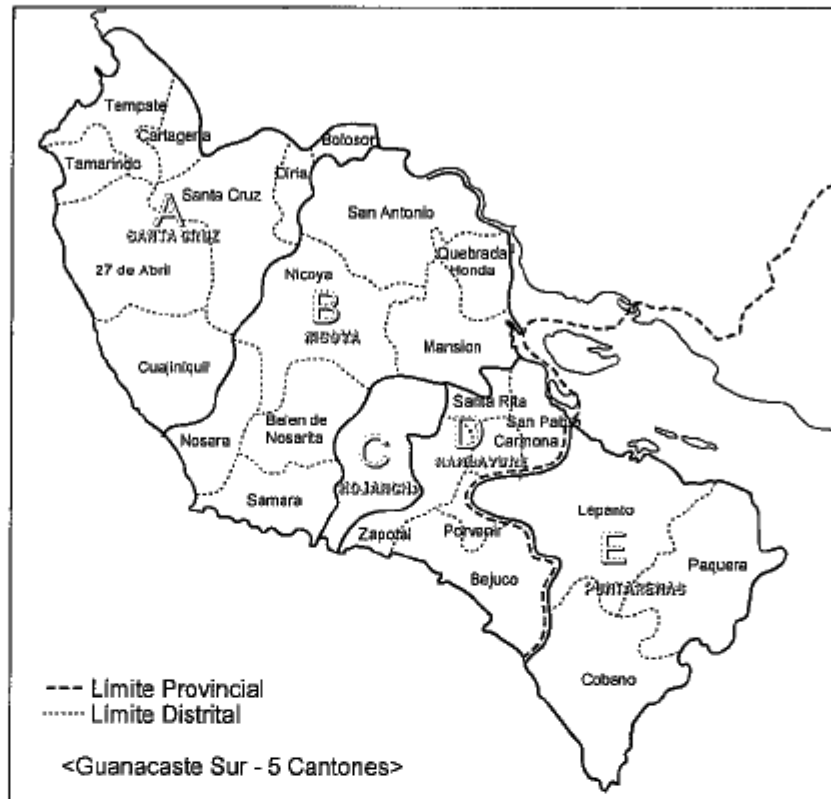 Tempate
Cartagena
Boloson
Tamarindo
Diria
Santa Cruz
A
SANTA CRUZ
San Antonio
Quebrada
Honda
27 de Abril
Nicoya
B
NICOYA
Mansion
Cuajiniquil
Santa Rita
San Pablo
Belen de
Nosarita
Nosara
C
D
Carmona
HOJANCHA
NANDAYURE
Samara
Lepanto
Zapotal
Porvenir
E
Paquera
Bejuco
PUNTARENAS
Cobano
Límite Provincial
Límite Distrital
<Guanacaste Sur - 5 Cantones>